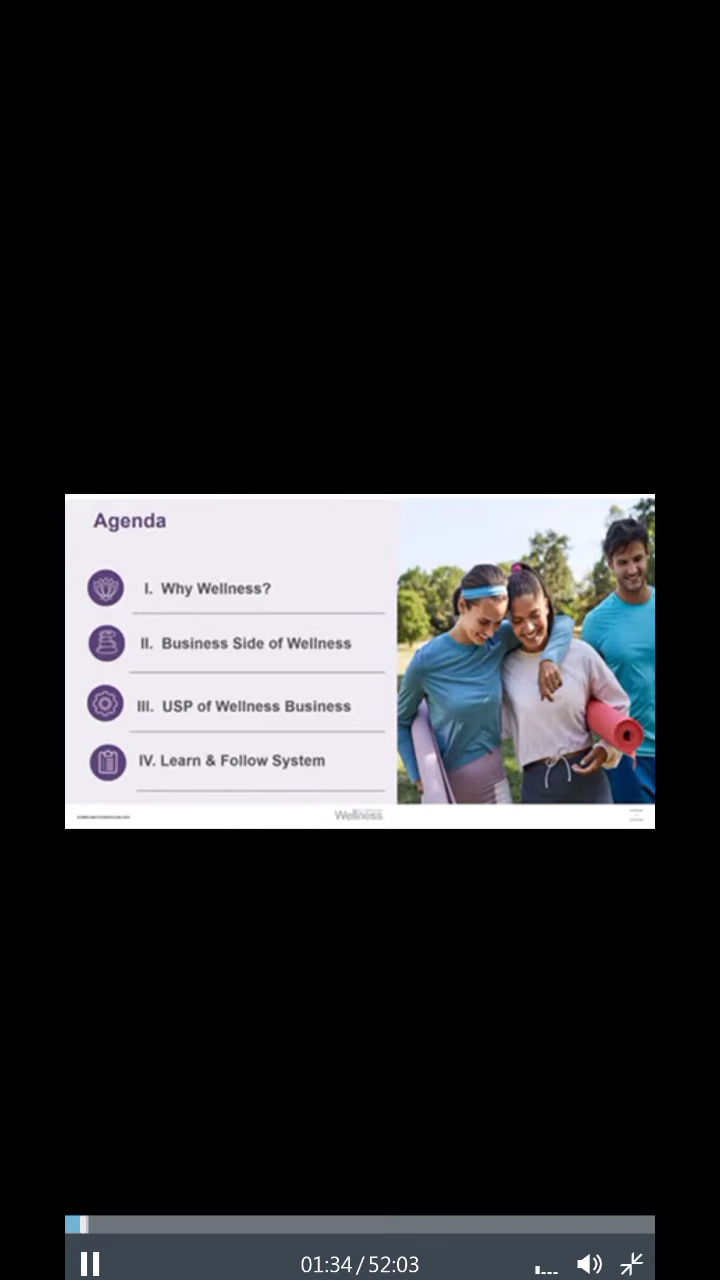 Agenda
I. Why Wellness?
II. Business Side of Wellness
III. USP of Wellness Business
IV. Learn & Follow System
Wellness
01:34 / 52:03